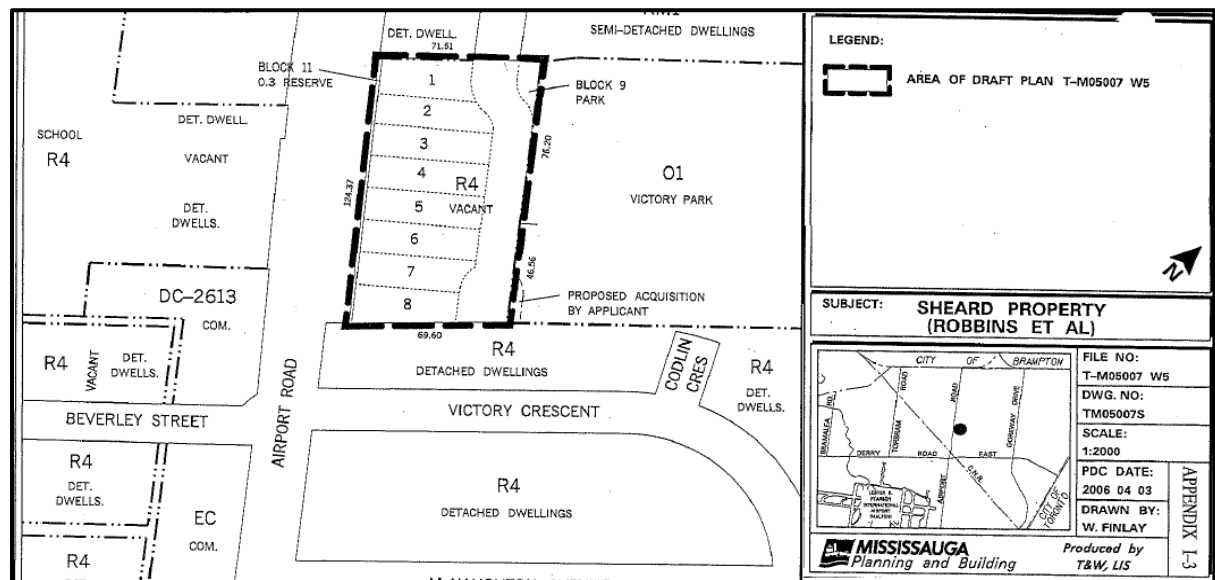 DET. DWELL.
SEMI-DETACHED DWELLINGS
71.51
BLOCK 11
0.3 RESERVE
1
BLOCK 9
PARK
2
DET. DWELL.
SCHOOL
R4
VACANT
3
76.20
4
R4
O1
124.37
VACANT
VICTORY PARK
5
DET.
DWELLS.
6
7
46.56
DC-2613
COM.
8
PROPOSED ACQUISITION
BY APPLICANT
69.60
R4
DETACHED DWELLINGS
CODLIN
CRES
R4
DET.
DWELLS.
R4
VACANT
DET.
DWELLS.
AIRPORT ROAD
VICTORY CRESCENT
BEVERLEY STREET
R4
DET.
DWELLS.
R4
DETACHED DWELLINGS
EC
COM.
R4
LEGEND:
AREA OF DRAFT PLAN T-M05007 W5
N
SUBJECT: SHEARD PROPERTY
(ROBBINS ET AL)
CITY OF BRAMPTON
BRAMALEA RD
TORBRAM ROAD
AIRPORT ROAD
GOREWAY DRIVE
DERRY ROAD EAST
C.N.R.
LESTER B.
PEARSON
INTERNATIONAL
AIRPORT
(MALTON)
CITY OF
TORONTO
FILE NO:
T-M05007 W5
DWG. NO:
TM05007S
SCALE:
1:2000
PDC DATE:
2006 04 03
DRAWN BY:
W. FINLAY
APPENDIX I-3
MISSISSAUGA
Planning and Building
Produced by
T&W, LIS